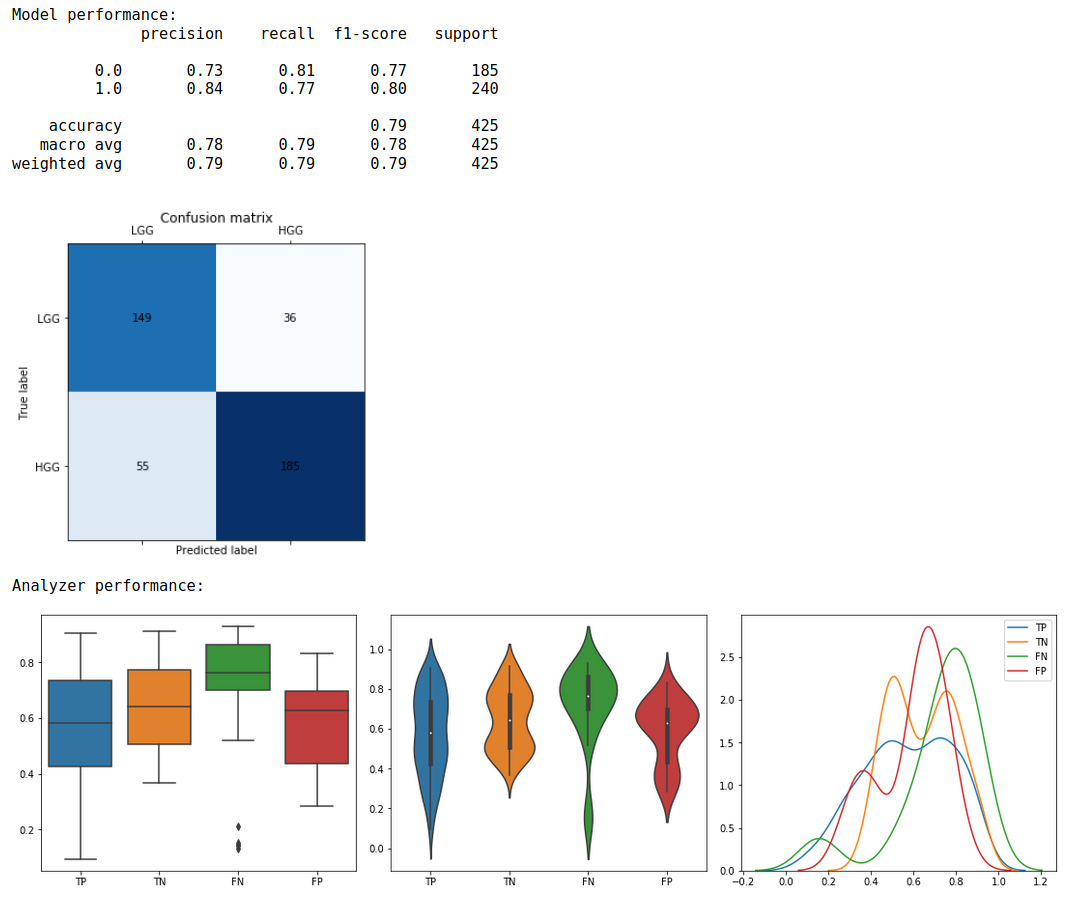 Model performance:
precision recall f1-score support
0.0 0.73 0.81 0.77 185
1.0 0.84 0.77 0.80 240
accuracy 0.79 425
macro avg 0.78 0.79 0.78 425
weighted avg 0.79 0.79 0.79 425
Confusion matrix
LGG HGG
LGG 149 36
True label
HGG 55 185
Predicted label
Analyzer performance:
0.8
0.6
0.4
0.2
TP TN FN FP
1.0
0.8
0.6
0.4
0.2
0.0
TP TN FN FP
2.5
2.0
1.5
1.0
0.5
0.0
−0.2 0.0 0.2 0.4 0.6 0.8 1.0 1.2
TP
TN
FN
FP